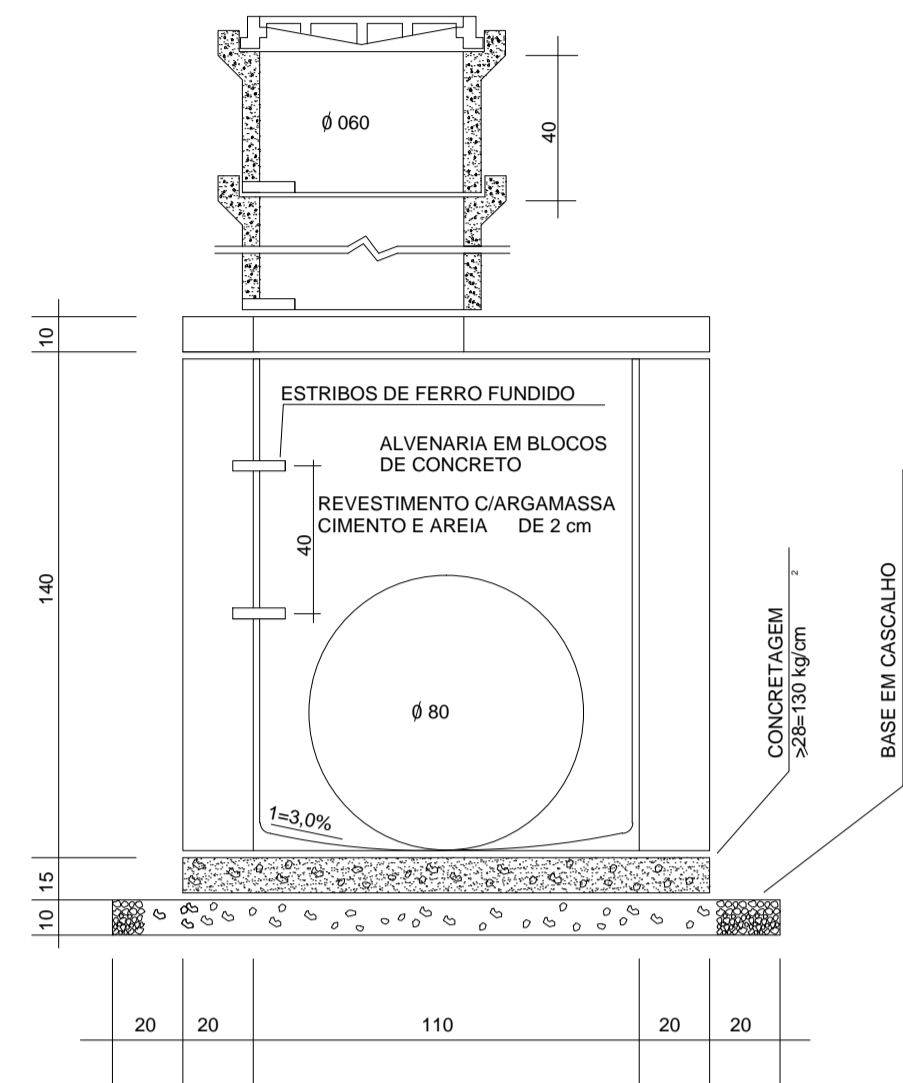 Ø 060
40
10
ESTRIBOS DE FERRO FUNDIDO
ALVENARIA EM BLOCOS
DE CONCRETO
REVESTIMENTO C/ARGAMASSA
CIMENTO E AREIA DE 2 cm
40
140
Ø 80
1=3,0%
CONCRETAGEM
>28=130 kg/cm²
BASE EM CASCALHO
15
10
20 20 110 20 20